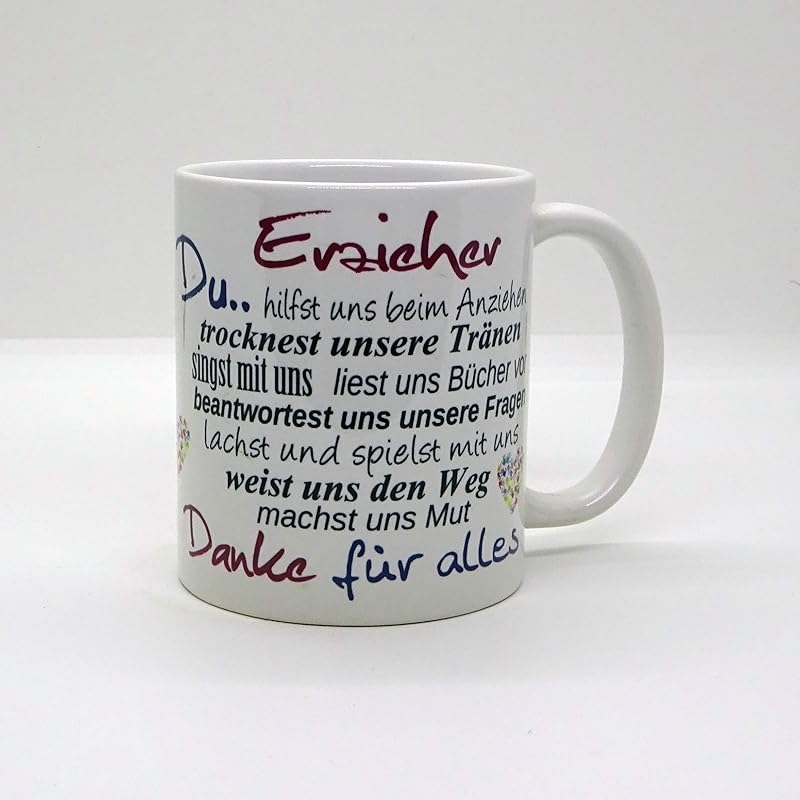 Erzieher
Du.. hilfst uns beim Anziehen
trocknest unsere Tränen
singst mit uns liest uns Bücher vor
beantwortest uns unsere Fragen
lachst und spielst mit uns
weist uns den Weg
machst uns Mut
Danke für alles